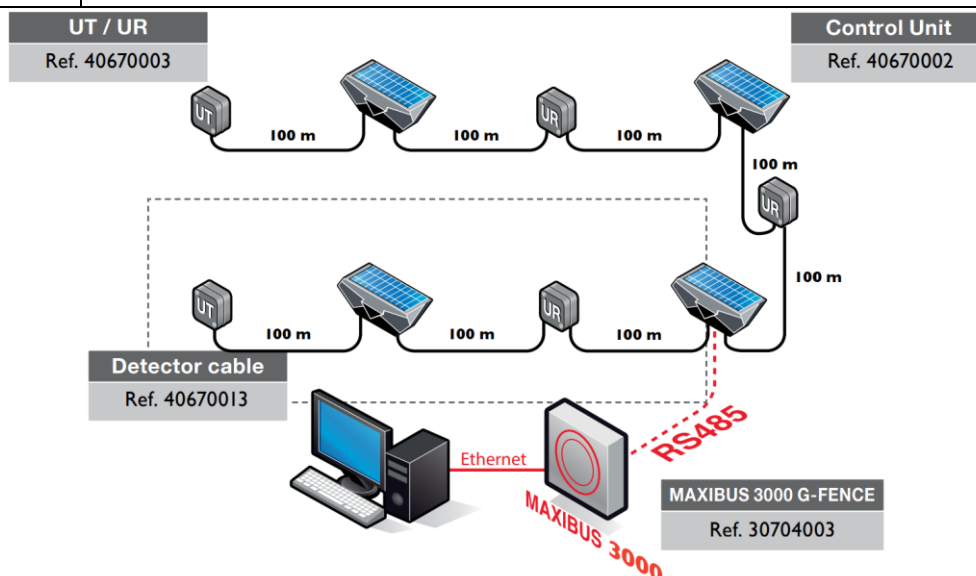 UT / UR
Ref. 40670003
Control Unit
Ref. 40670002
UT
100 m
100 m
UR
100 m
100 m
UR
100 m
UT
100 m
100 m
UR
100 m
Detector cable
Ref. 40670013
Ethernet
RS485
MAXIBUS 3000
MAXIBUS 3000 G-FENCE
Ref. 30704003